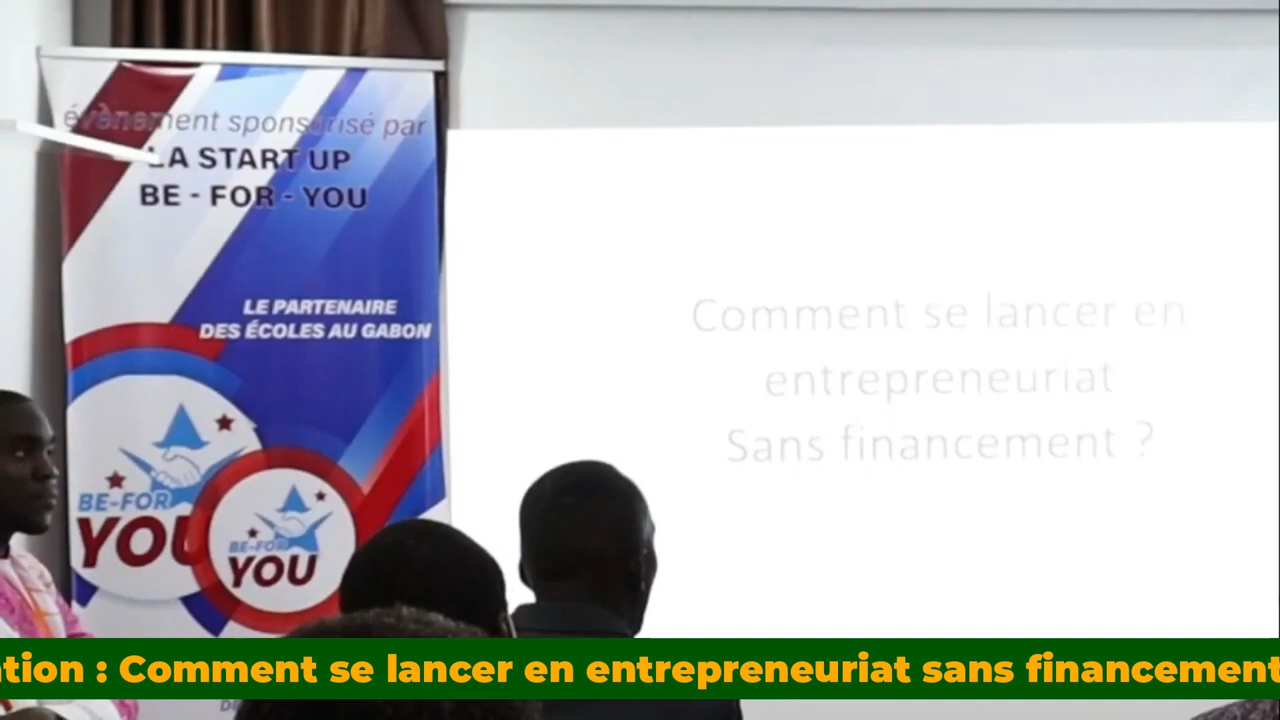 évènement sponsorisé par
LA START UP
BE - FOR - YOU
LE PARTENAIRE
DES ÉCOLES AU GABON
BE-FOR
YOU
BE-FOR
YOU
Comment se lancer en
entrepreneuriat
Sans financement ?
tion : Comment se lancer en entrepreneuriat sans financement